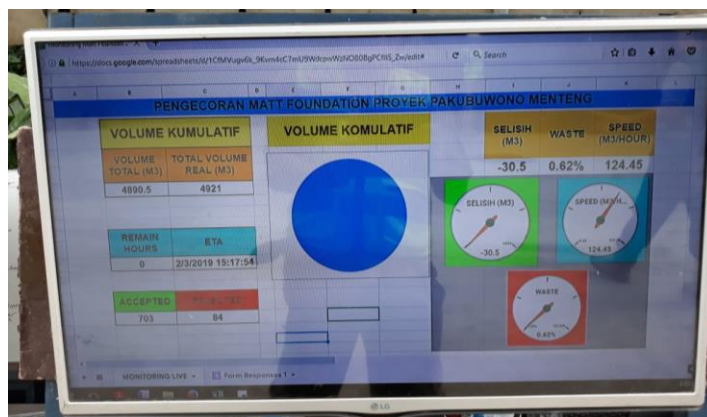 Search
PENGECORAN MATT FOUNDATION PROYEK PAKUBUWONO MENTENG
VOLUME KUMULATIF
VOLUME TOTAL (M3) TOTAL VOLUME REAL (M3)
4890.5 4921
REMAIN HOURS ETA
0 2/3/2019 15:17:54
ACCEPTED
703 84
VOLUME KOMULATIF
SELISIH (M3) WASTE SPEED (M3/HOUR)
-30.5 0.62% 124.45
SELISIH (M3)
-30.5
SPEED (M3/H...
124.45
WASTE
0.62%
MONITORING LIVE
Form Responses 1
LG